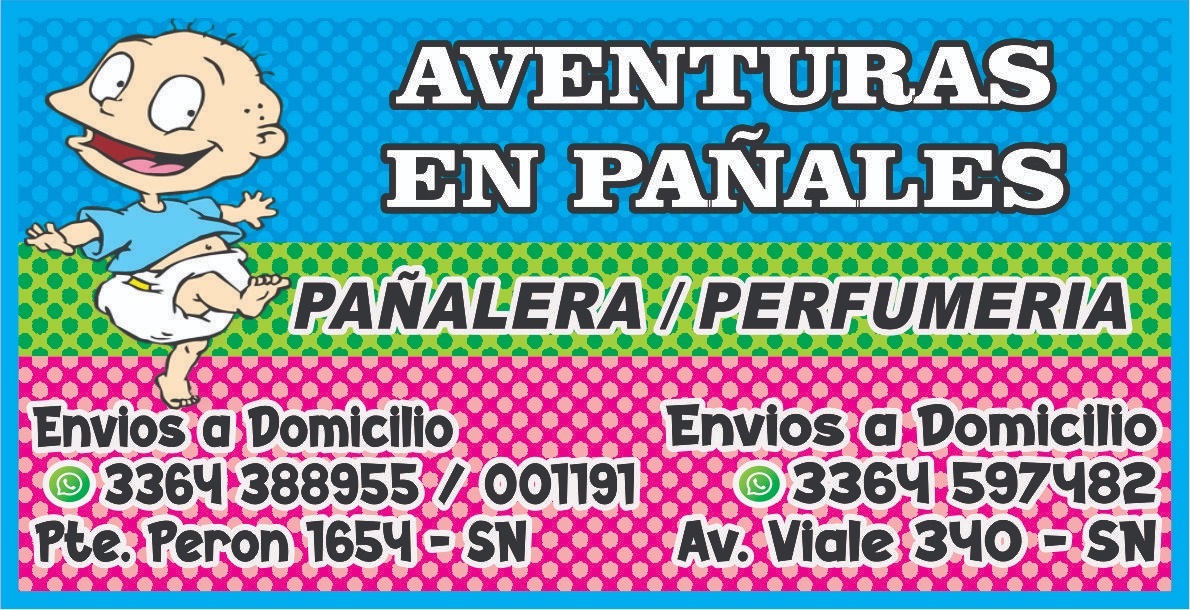 AVENTURAS
EN PAÑALES
PAÑALERA / PERFUMERIA
Envios a Domicilio
3364 388955 / 001191
Pte. Peron 1654 - SN
Envios a Domicilio
3364 597482
Av. Viale 340 - SN